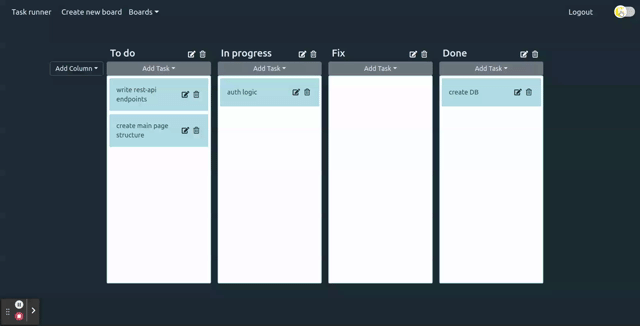 Task runner Create new board Boards Logout
To do In progress Fix Done
Add Column Add Task Add Task Add Task Add Task
write rest-api
endpoints
auth logic
create DB
create main page
structure